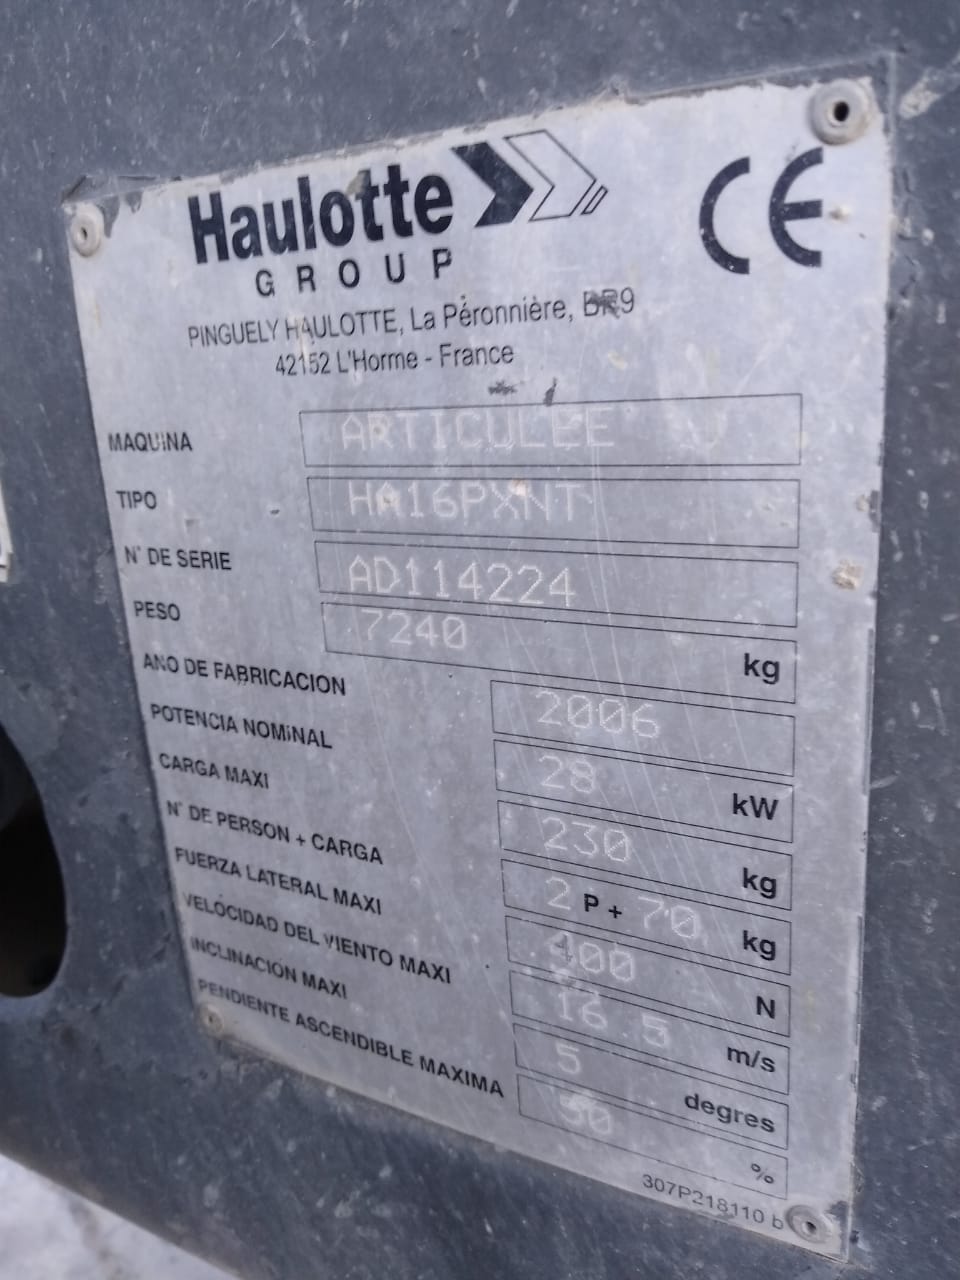 Haulotte
GROUP
CE
PINGUELY HAULOTTE, La Péronnière, BR9
42152 L'Horme - France
MAQUINA ARTICULEE
TIPO HA16PXNT
N° DE SERIE AD114224
PESO 7240 kg
ANO DE FABRICACION 2006
POTENCIA NOMINAL 28 kW
CARGA MAXI 230 kg
N° DE PERSON + CARGA 2 P + 70 kg
FUERZA LATERAL MAXI 400 N
VELOCIDAD DEL VIENTO MAXI 16.5 m/s
INCLINACION MAXI 5 degres
PENDIENTE ASCENDIBLE MAXIMA %
307P218110 b